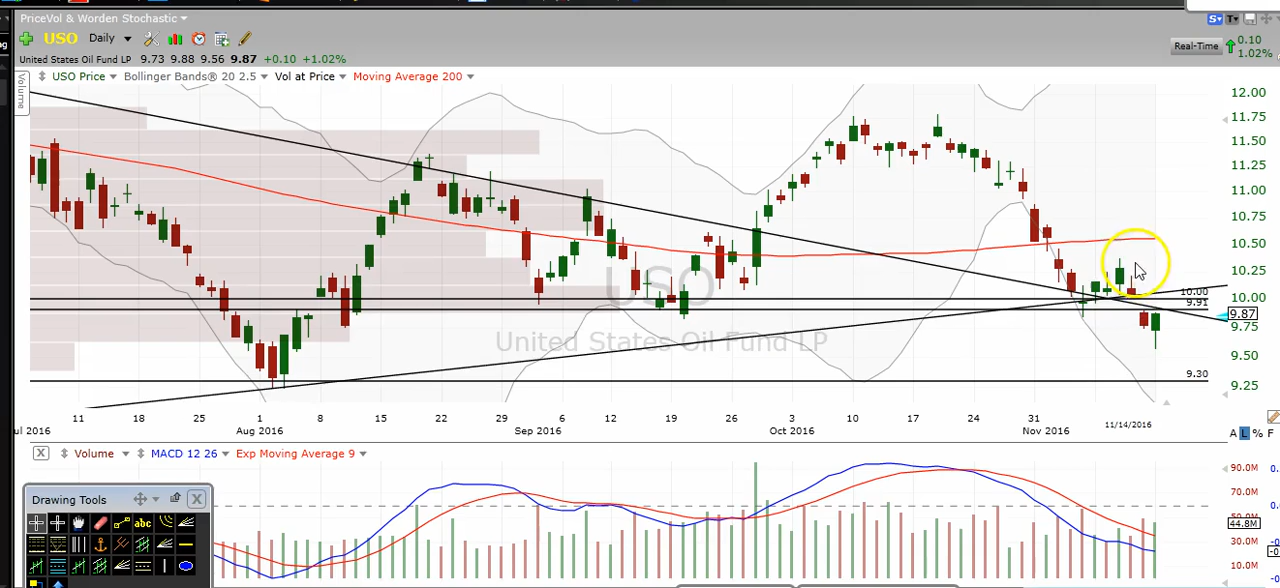 PriceVol & Worden Stochastic
USO Daily
S T
Real-Time 0.10
1.02%
United States Oil Fund LP 9.73 9.88 9.56 9.87 +0.10 +1.02%
USO Price Bollinger Bands® 20 2.5 Vol at Price Moving Average 200
Volume
12.00
11.75
11.50
11.25
11.00
10.75
10.50
10.25
10.00
9.75
9.50
9.25
10.00
9.91
9.87
9.30
USO
United States Oil Fund LP
11 18 25 1 8 15 22 29 6 12 19 26 3 10 17 24 31
2016 Aug 2016 Sep 2016 Oct 2016 Nov 2016 11/14/2016
A L % F
X Volume MACD 12 26 Exp Moving Average 9
90.0M
70.0M
44.8M
30.0M
10.0M
Drawing Tools X
abc